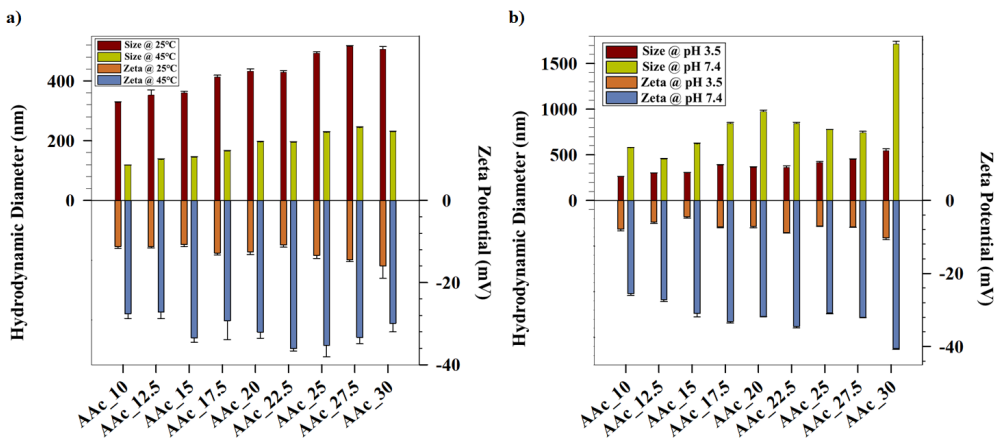 a)
Size @ 25°C
Size @ 45°C
Zeta @ 25°C
Zeta @ 45°C
Hydrodynamic Diameter (nm)
400
200
0
0
-20
-40
Zeta Potential (mV)
AAc_10
AAc_12.5
AAc_15
AAc_17.5
AAc_20
AAc_22.5
AAc_25
AAc_27.5
AAc_30
b)
Size @ pH 3.5
Size @ pH 7.4
Zeta @ pH 3.5
Zeta @ pH 7.4
Hydrodynamic Diameter (nm)
1500
1000
500
0
0
-20
-40
Zeta Potential (mV)
AAc_10
AAc_12.5
AAc_15
AAc_17.5
AAc_20
AAc_22.5
AAc_25
AAc_27.5
AAc_30